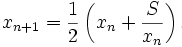 x_{n+1} = \frac{1}{2} \left( x_n + \frac{S}{x_n} \right).